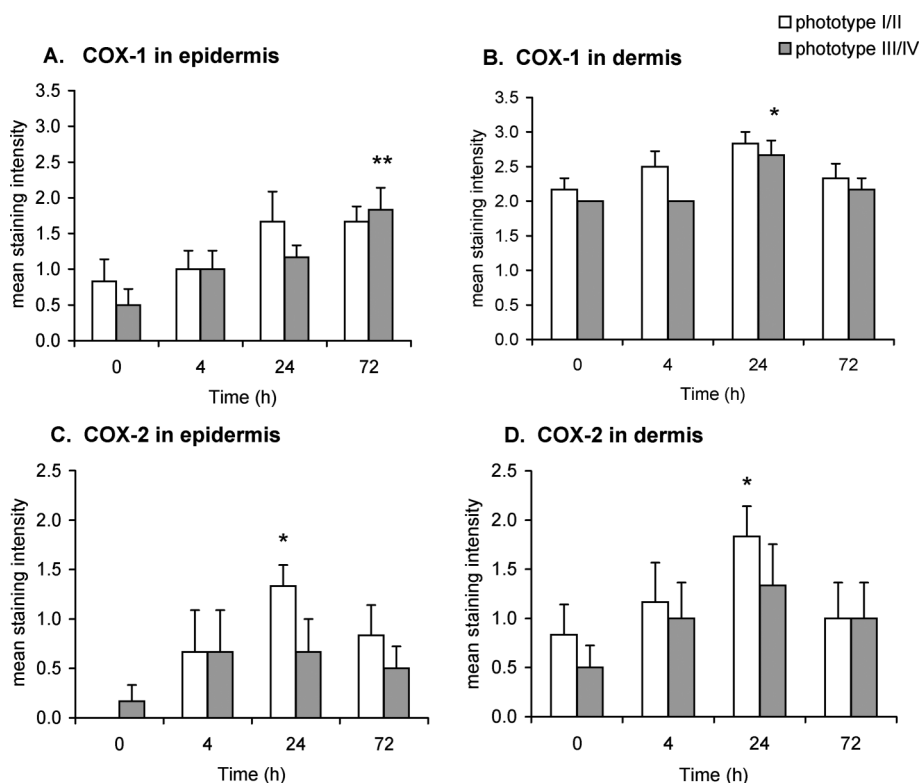 phototype I/II
phototype III/IV
A. COX-1 in epidermis
mean staining intensity
3.5
3.0
2.5
2.0
1.5
1.0
0.5
0.0
**
0 4 24 72
Time (h)
B. COX-1 in dermis
mean staining intensity
3.5
3.0
2.5
2.0
1.5
1.0
0.5
0.0
*
0 4 24 72
Time (h)
C. COX-2 in epidermis
mean staining intensity
2.5
2.0
1.5
1.0
0.5
0.0
*
0 4 24 72
Time (h)
D. COX-2 in dermis
mean staining intensity
2.5
2.0
1.5
1.0
0.5
0.0
*
0 4 24 72
Time (h)